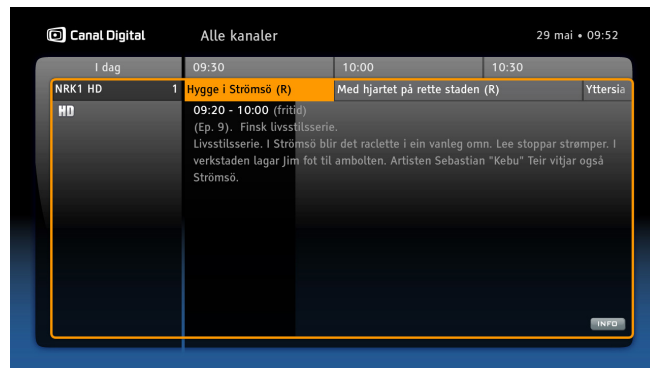 Canal Digital Alle kanaler 29 mai • 09:52
I dag 09:30 10:00 10:30
NRK1 HD 1 Hygge i Strömsö (R) Med hjartet på rette staden (R) Yttersia
HD 09:20 - 10:00 (fritid)
(Ep. 9). Finsk livsstilsserie.
Livsstilsserie. I Strömsö blir det raclette i ein vanleg omn. Lee stoppar strømper. I
verkstaden lagar Jim fot til ambolten. Artisten Sebastian "Kebu" Teir vitjar også
Strömsö.
INFO